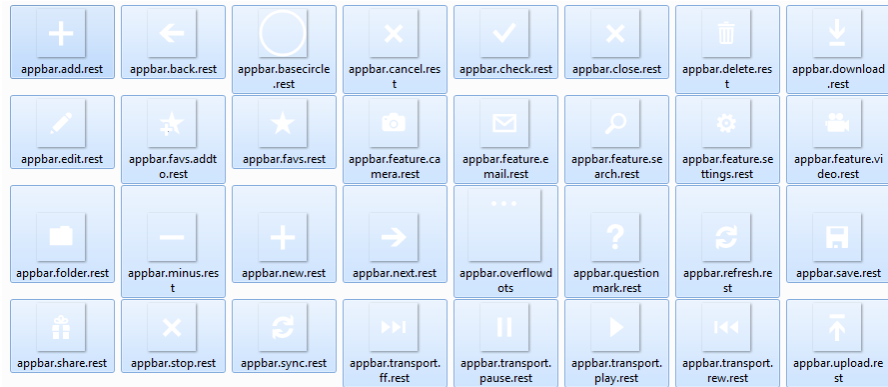 appbar.add.rest
appbar.back.rest
appbar.basecircle
.rest
appbar.cancel.res
t
appbar.check.rest
appbar.close.rest
appbar.delete.res
t
appbar.download
.rest
appbar.edit.rest
appbar.favs.addt
o.rest
appbar.favs.rest
appbar.feature.ca
mera.rest
appbar.feature.e
mail.rest
appbar.feature.se
arch.rest
appbar.feature.se
ttings.rest
appbar.feature.vi
deo.rest
appbar.folder.rest
appbar.minus.res
t
appbar.new.rest
appbar.next.rest
appbar.overflowd
ots
appbar.question
mark.rest
appbar.refresh.re
st
appbar.save.rest
appbar.share.rest
appbar.stop.rest
appbar.sync.rest
appbar.transport.
ff.rest
appbar.transport.
pause.rest
appbar.transport.
play.rest
appbar.transport.
rew.rest
appbar.upload.re
st